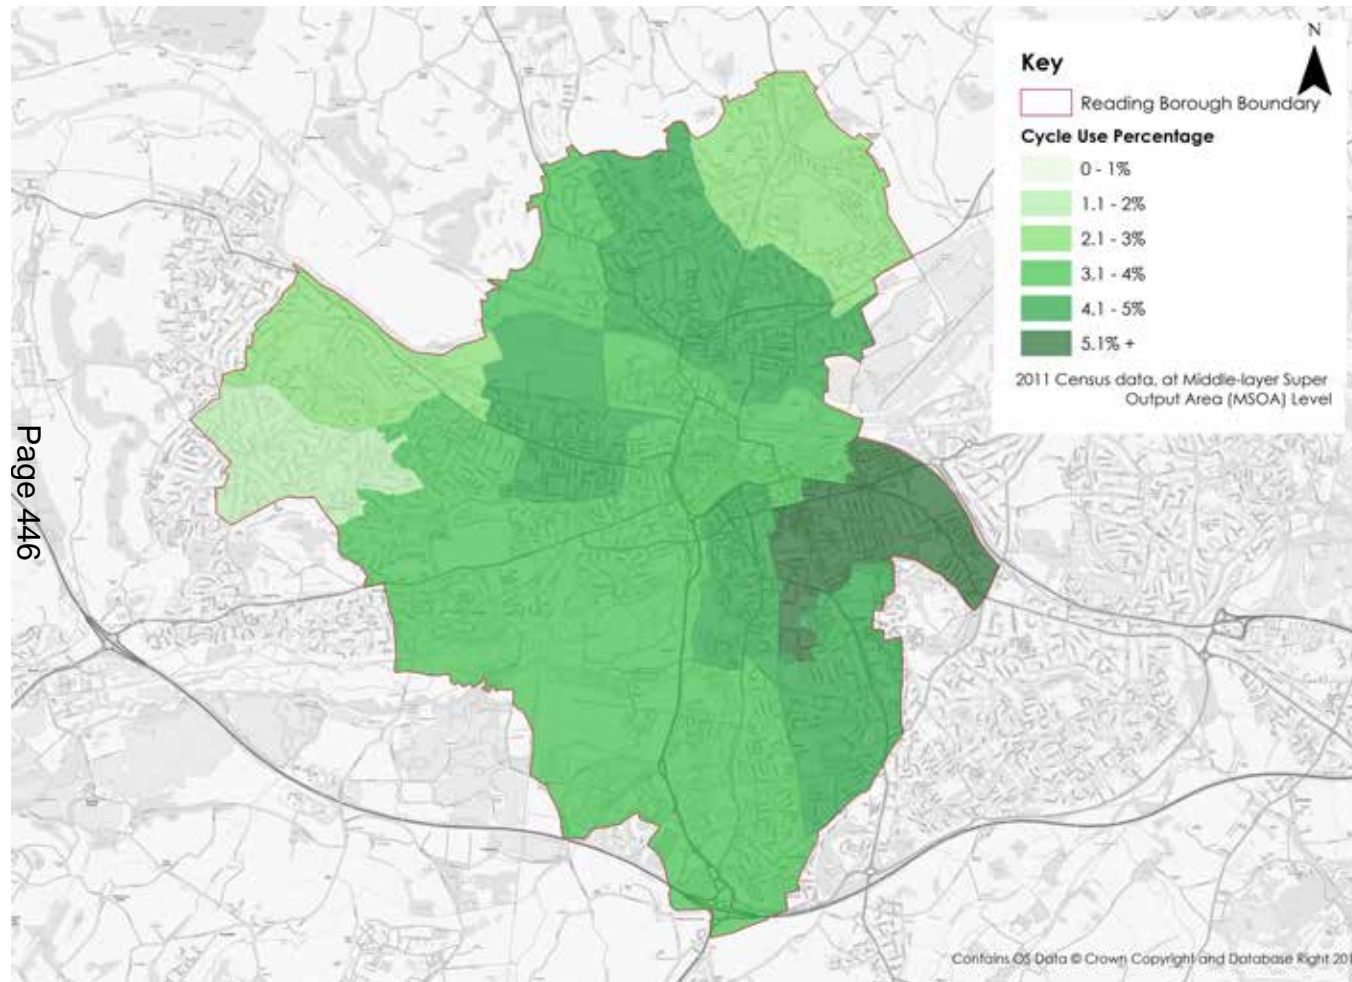 N
Key
Reading Borough Boundary
Cycle Use Percentage
0 - 1%
1.1 - 2%
2.1 - 3%
3.1 - 4%
4.1 - 5%
5.1% +
2011 Census data, at Middle-layer Super
Output Area (MSOA) Level
Page 446
Contains OS Data © Crown Copyright and Database Right 201